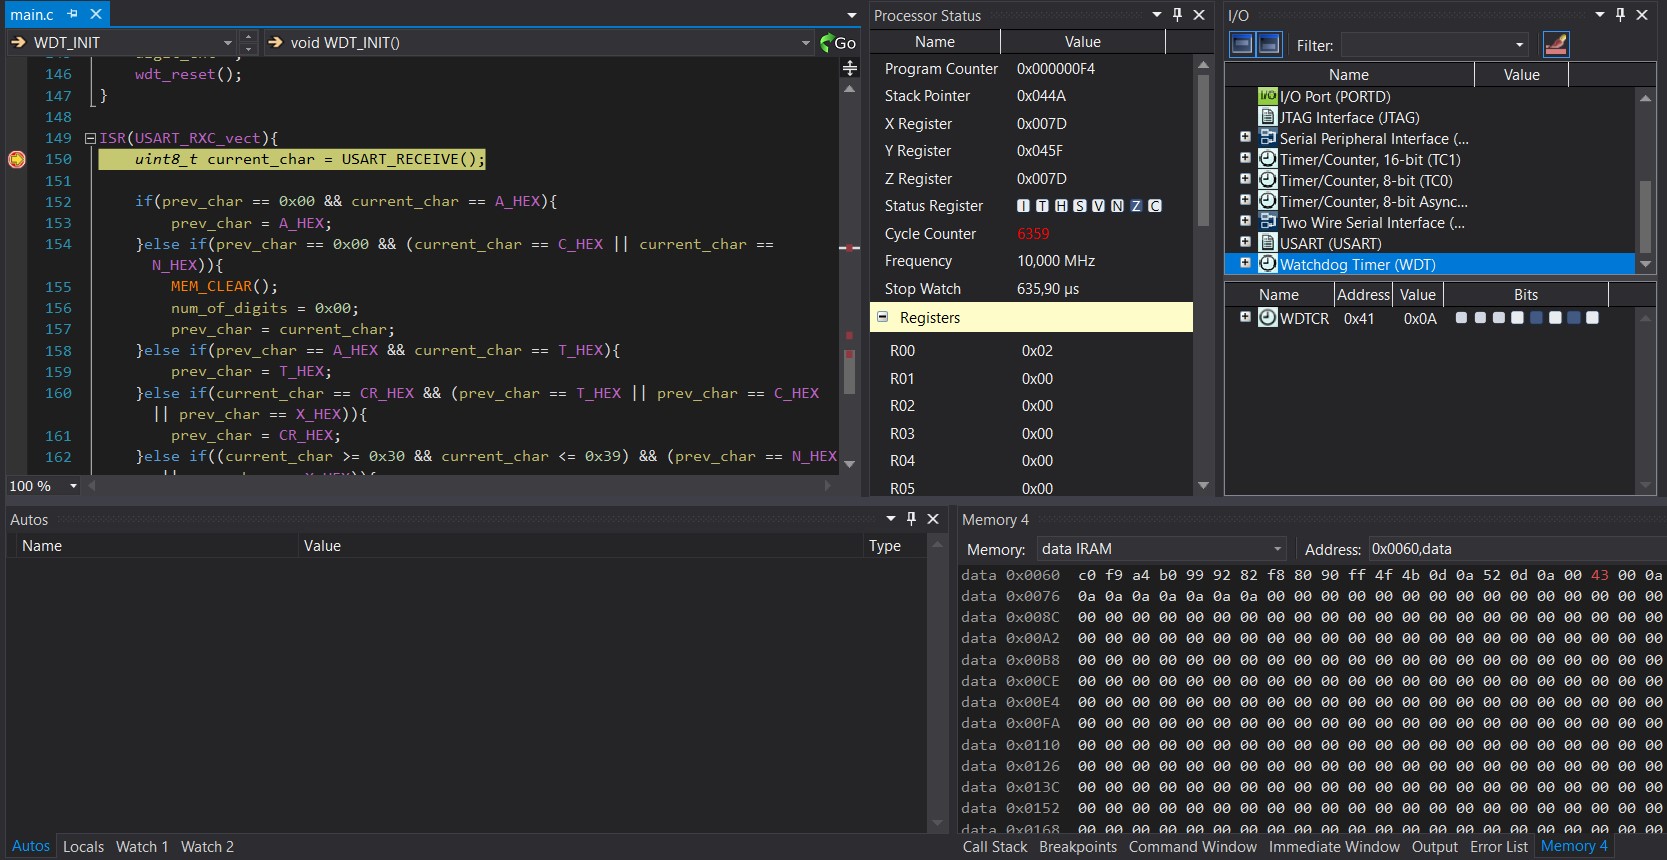 main.c
WDT_INIT
void WDT_INIT()
Go
146 wdt_reset();
147 }
148
149 ISR(USART_RXC_vect){
150 uint8_t current_char = USART_RECEIVE();
151
152 if(prev_char == 0x00 && current_char == A_HEX){
153 prev_char = A_HEX;
154 }else if(prev_char == 0x00 && (current_char == C_HEX || current_char ==
N_HEX)){
155 MEM_CLEAR();
156 num_of_digits = 0x00;
157 prev_char = current_char;
158 }else if(prev_char == A_HEX && current_char == T_HEX){
159 prev_char = T_HEX;
160 }else if(current_char == CR_HEX && (prev_char == T_HEX || prev_char == C_HEX
|| prev_char == X_HEX)){
161 prev_char = CR_HEX;
162 }else if((current_char >= 0x30 && current_char <= 0x39) && (prev_char == N_HEX
100 %
Processor Status
Name Value
Program Counter 0x000000F4
Stack Pointer 0x044A
X Register 0x007D
Y Register 0x045F
Z Register 0x007D
Status Register I T H S V N Z C
Cycle Counter 6359
Frequency 10,000 MHz
Stop Watch 635,90 µs
Registers
R00 0x02
R01 0x00
R02 0x00
R03 0x00
R04 0x00
R05 0x00
I/O
Filter:
Name Value
I/O I/O Port (PORTD)
JTAG Interface (JTAG)
Serial Peripheral Interface (...
Timer/Counter, 16-bit (TC1)
Timer/Counter, 8-bit (TC0)
Timer/Counter, 8-bit Async...
Two Wire Serial Interface (...
USART (USART)
Watchdog Timer (WDT)
Name Address Value Bits
WDTCR 0x41 0x0A
Autos
Name Value Type
Autos Locals Watch 1 Watch 2
Memory 4
Memory: data IRAM Address: 0x0060,data
data 0x0060 c0 f9 a4 b0 99 92 82 f8 80 90 ff 4f 4b 0d 0a 52 0d 0a 00 43 00 0a
data 0x0076 0a 0a 0a 0a 0a 0a 0a 00 00 00 00 00 00 00 00 00 00 00 00 00 00 00
data 0x008C 00 00 00 00 00 00 00 00 00 00 00 00 00 00 00 00 00 00 00 00 00 00
data 0x00A2 00 00 00 00 00 00 00 00 00 00 00 00 00 00 00 00 00 00 00 00 00 00
data 0x00B8 00 00 00 00 00 00 00 00 00 00 00 00 00 00 00 00 00 00 00 00 00 00
data 0x00CE 00 00 00 00 00 00 00 00 00 00 00 00 00 00 00 00 00 00 00 00 00 00
data 0x00E4 00 00 00 00 00 00 00 00 00 00 00 00 00 00 00 00 00 00 00 00 00 00
data 0x00FA 00 00 00 00 00 00 00 00 00 00 00 00 00 00 00 00 00 00 00 00 00 00
data 0x0110 00 00 00 00 00 00 00 00 00 00 00 00 00 00 00 00 00 00 00 00 00 00
data 0x0126 00 00 00 00 00 00 00 00 00 00 00 00 00 00 00 00 00 00 00 00 00 00
data 0x013C 00 00 00 00 00 00 00 00 00 00 00 00 00 00 00 00 00 00 00 00 00 00
data 0x0152 00 00 00 00 00 00 00 00 00 00 00 00 00 00 00 00 00 00 00 00 00 00
data 0x0168 00 00 00 00 00 00 00 00 00 00 00 00 00 00 00 00 00 00 00 00 00 00
Call Stack Breakpoints Command Window Immediate Window Output Error List Memory 4